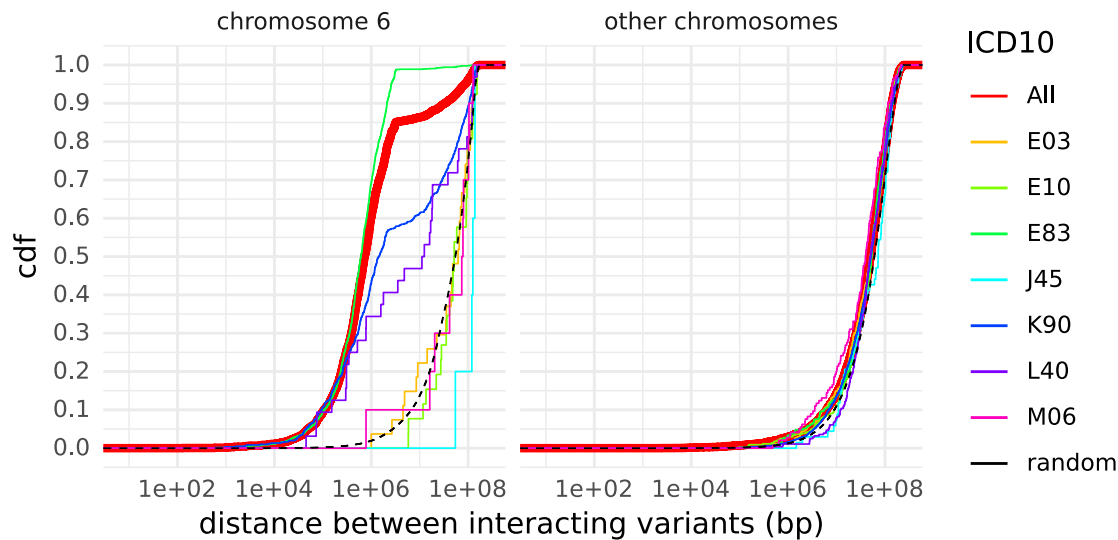 chromosome 6
other chromosomes
ICD10
All
E03
E10
E83
J45
K90
L40
M06
random
cdf
1.0
0.9
0.8
0.7
0.6
0.5
0.4
0.3
0.2
0.1
0.0
1e+02 1e+04 1e+06 1e+08
1e+02 1e+04 1e+06 1e+08
distance between interacting variants (bp)